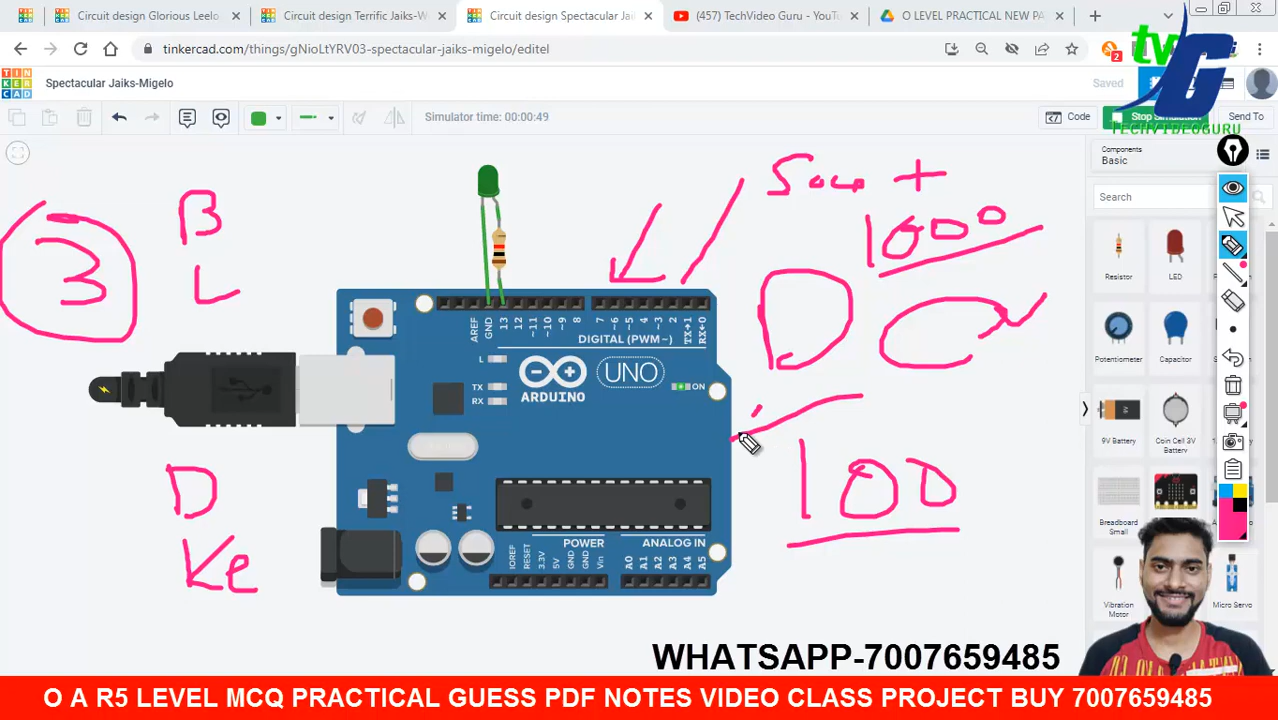 Circuit design Glorious Leelo
Circuit design Terrific Jaiks-W
Circuit design Spectacular Jai
(457) TechVideo Guru - YouTu
O LEVEL PRACTICAL NEW PA
tinkercad.com/things/gNioLtYRV03-spectacular-jaiks-migelo/editel
2
tv
G
TECHVIDEOGURU
TINKERCAD
Spectacular Jaiks-Migelo
Saved
Simulator time: 00:00:49
Code
Stop Simulation
Send To
Components
Basic
Search
Resistor
LED
Potentiometer
Capacitor
9V Battery
Coin Cell 3V Battery
Breadboard Small
Vibration Motor
Micro Servo
3
B
L
D
Ke
+
1000
D C
100
AREF
GND
13
12
~11
~10
~9
8
7
~6
~5
4
~3
2
TX→1
RX←0
DIGITAL (PWM~)
L
TX
RX
ARDUINO
UNO
ON
POWER
ANALOG IN
IOREF
RESET
3.3V
5V
GND
GND
Vin
A0
A1
A2
A3
A4
A5
WHATSAPP-7007659485
O A R5 LEVEL MCQ PRACTICAL GUESS PDF NOTES VIDEO CLASS PROJECT BUY 7007659485